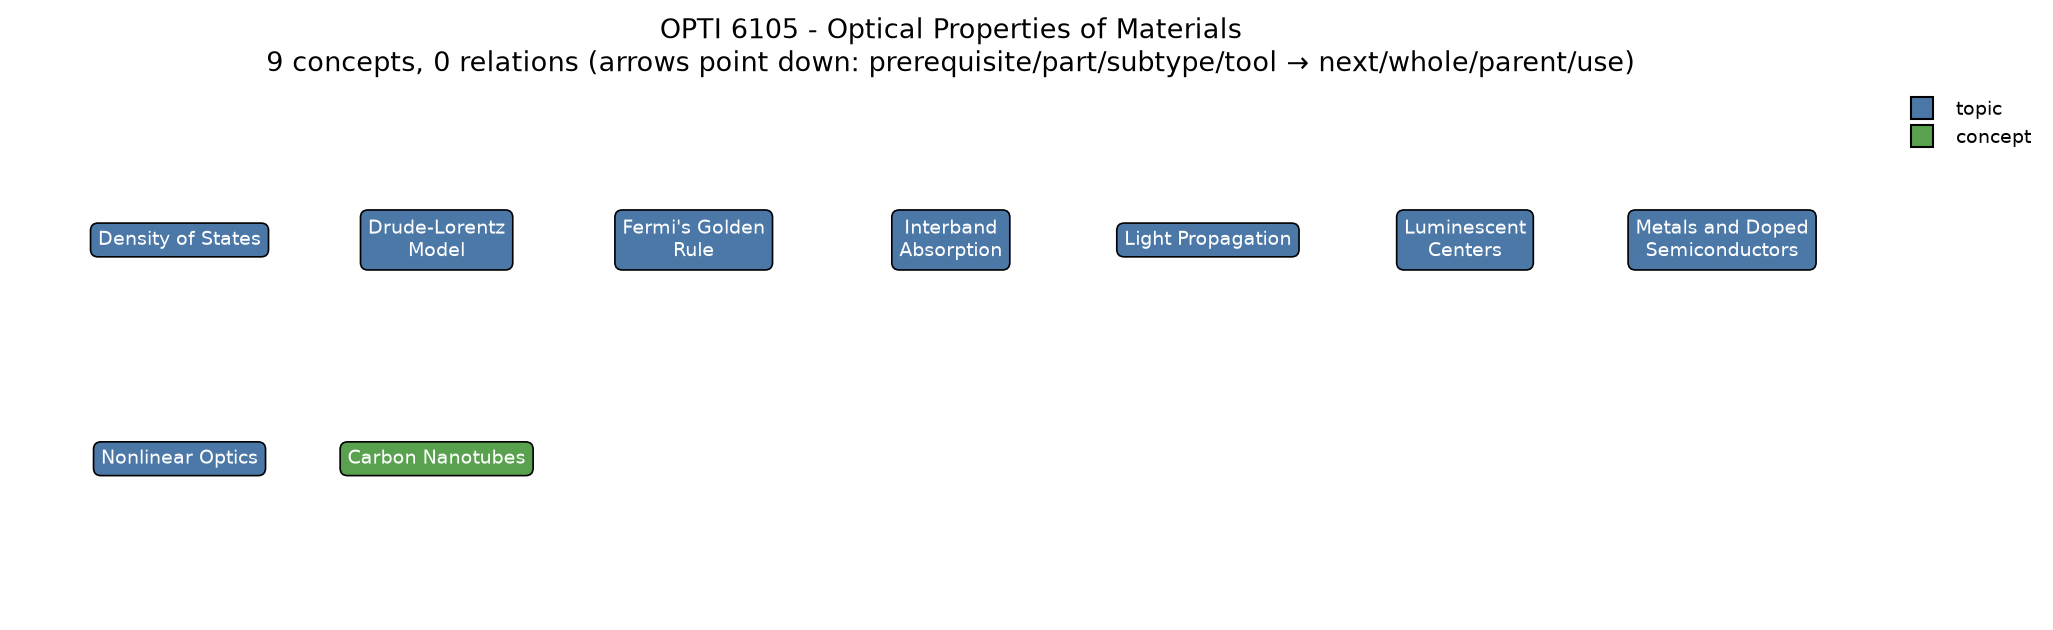 OPTI 6105 - Optical Properties of Materials
9 concepts, 0 relations (arrows point down: prerequisite/part/subtype/tool → next/whole/parent/use)
topic
concept
Density of States
Drude-Lorentz
Model
Fermi's Golden
Rule
Interband
Absorption
Light Propagation
Luminescent
Centers
Metals and Doped
Semiconductors
Nonlinear Optics
Carbon Nanotubes